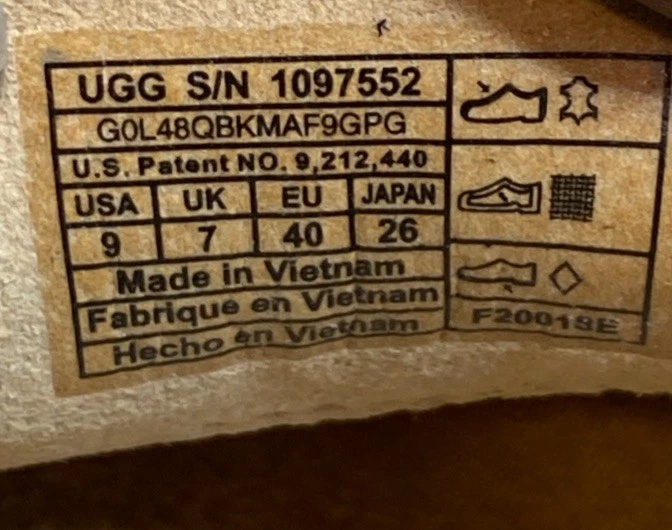 UGG S/N 1097552
G0L48QBKMAF9GPG
U.S. Patent NO. 9,212,440
USA UK EU JAPAN
9 7 40 26
Made in Vietnam
Fabrique en Vietnam
Hecho en Vietnam
F20019E